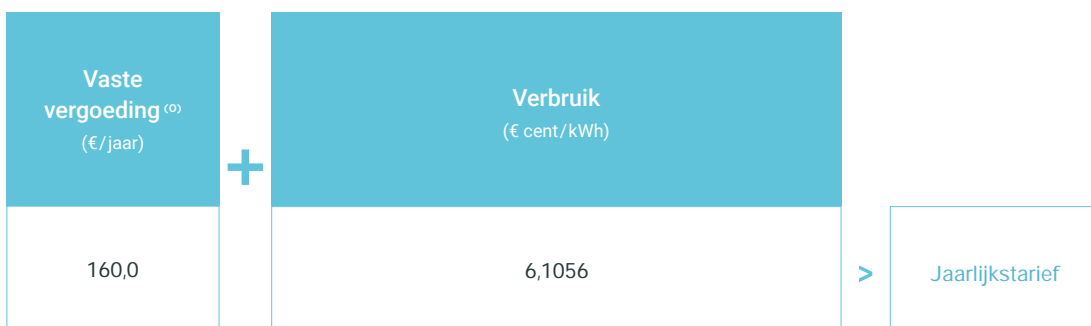 Vaste
vergoeding (O)
(€/jaar)
+
Verbruik
(€ cent/kWh)
160,0
6,1056
>
Jaarlijkstarief